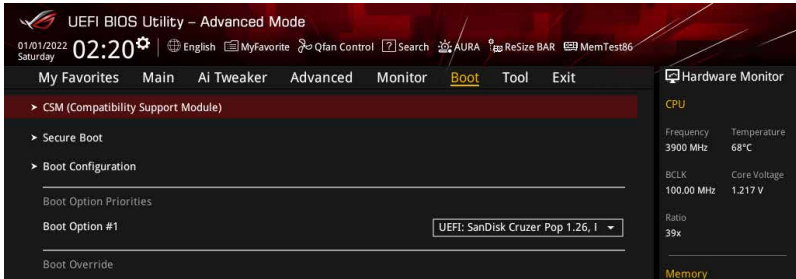 UEFI BIOS Utility – Advanced Mode
01/01/2022 Saturday 02:20 English MyFavorite Qfan Control ? Search AURA ReSize BAR MemTest86
My Favorites Main Ai Tweaker Advanced Monitor Boot Tool Exit
Hardware Monitor
> CSM (Compatibility Support Module)
> Secure Boot
> Boot Configuration
Boot Option Priorities
Boot Option #1 UEFI: SanDisk Cruzer Pop 1.26,
Boot Override
CPU
Frequency Temperature
3900 MHz 68°C
BCLK Core Voltage
100.00 MHz 1.217 V
Ratio
39x
Memory